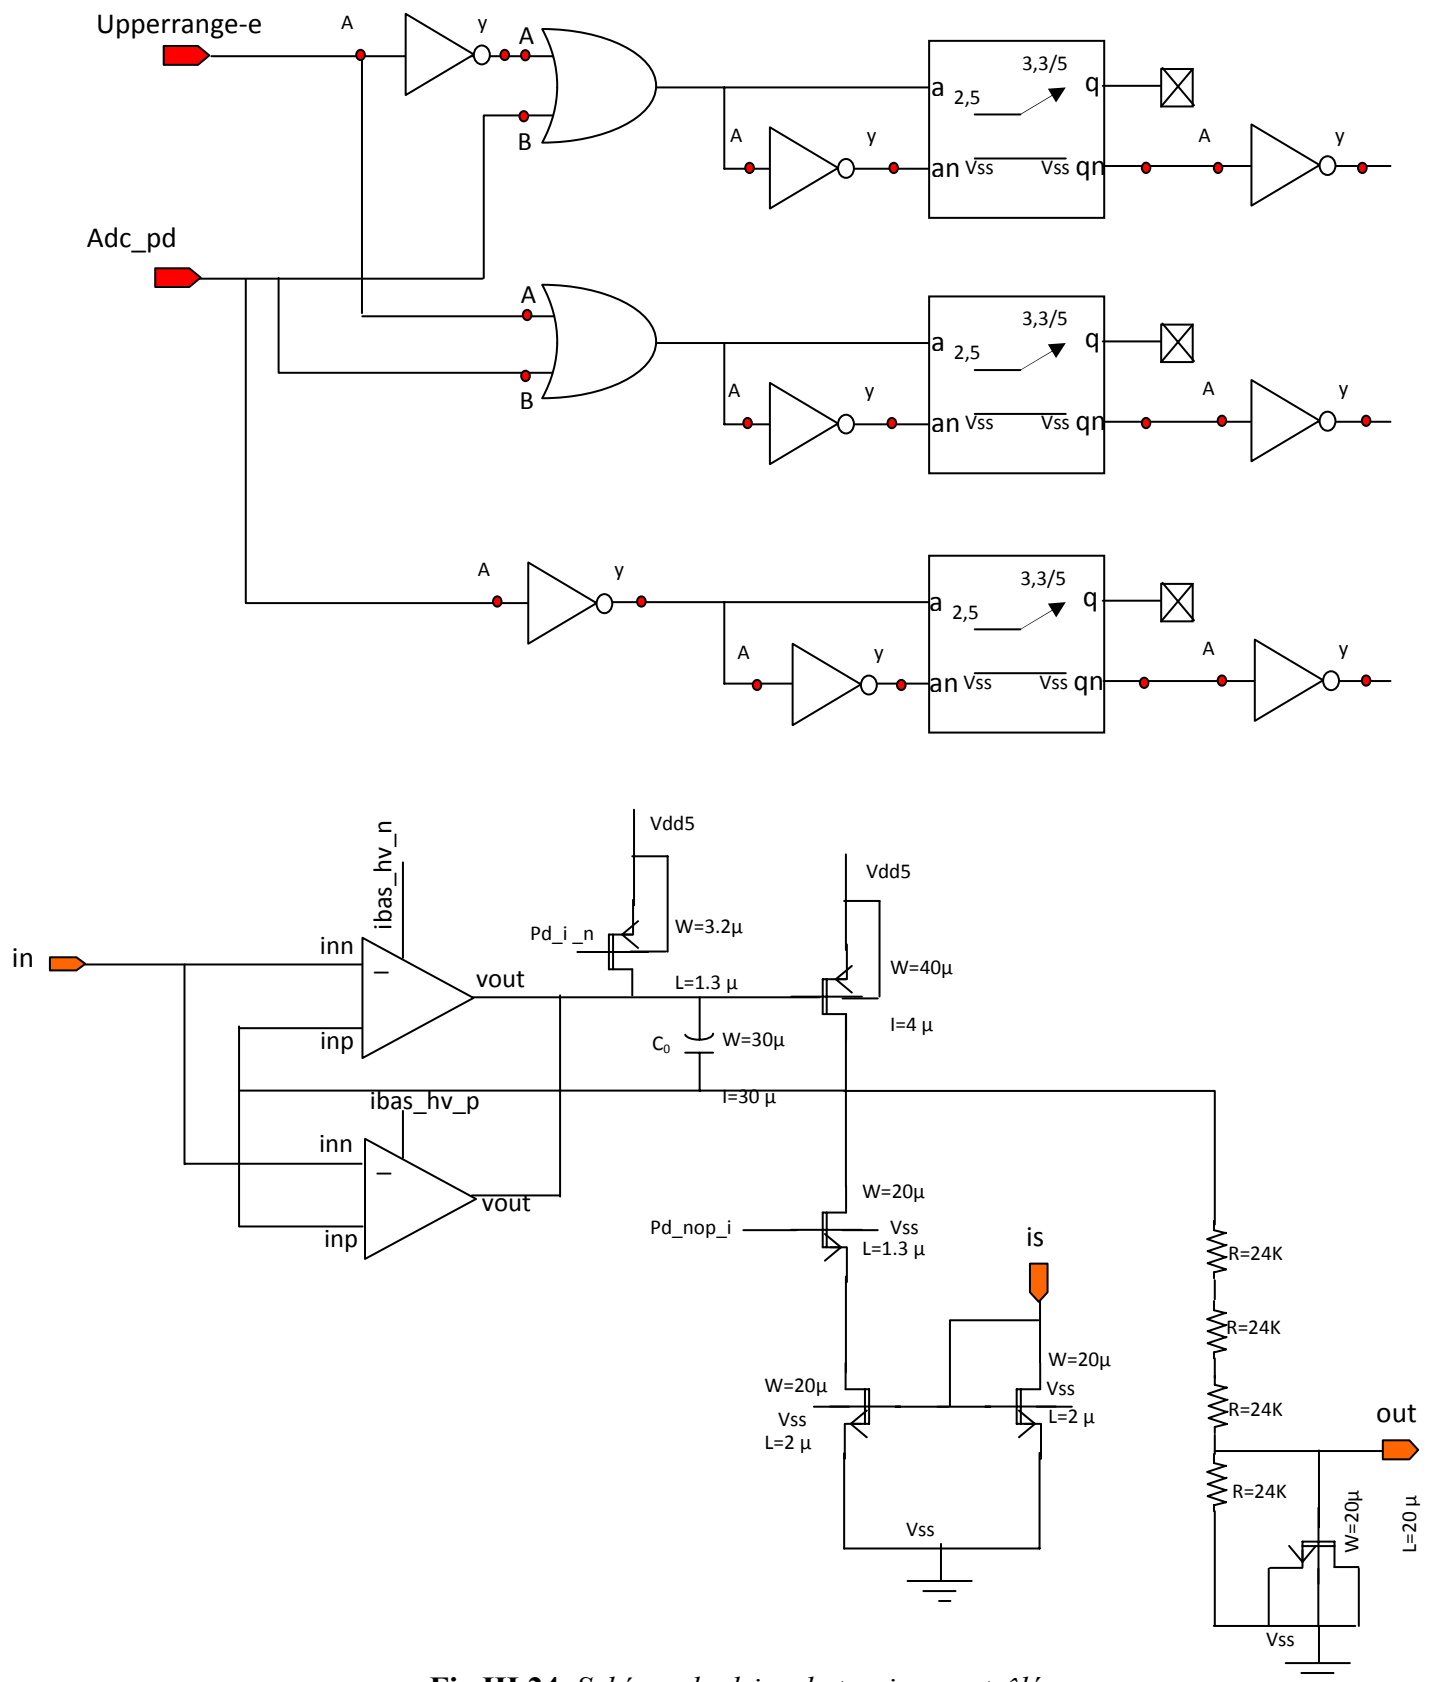 Upperrange-e
A
y
A
B
a
2,5
3,3/5
q
A
y
an
Vss
Vss
qn
A
y
Adc_pd
A
B
a
2,5
3,3/5
q
A
y
an
Vss
Vss
qn
A
y
A
y
a
2,5
3,3/5
q
A
y
an
Vss
Vss
qn
A
y
Vdd5
Vdd5
ibas_hv_n
in
inn
–
inp
vout
Pd_i _n
W=3.2µ
L=1.3 µ
W=40µ
l=4 µ
C₀
W=30µ
l=30 µ
ibas_hv_p
inn
–
inp
vout
W=20µ
Pd_nop_i
Vss
L=1.3 µ
is
R=24K
R=24K
W=20µ
Vss
L=2 µ
W=20µ
Vss
L=2 µ
R=24K
out
R=24K
W=20µ
L=20 µ
Vss
Vss